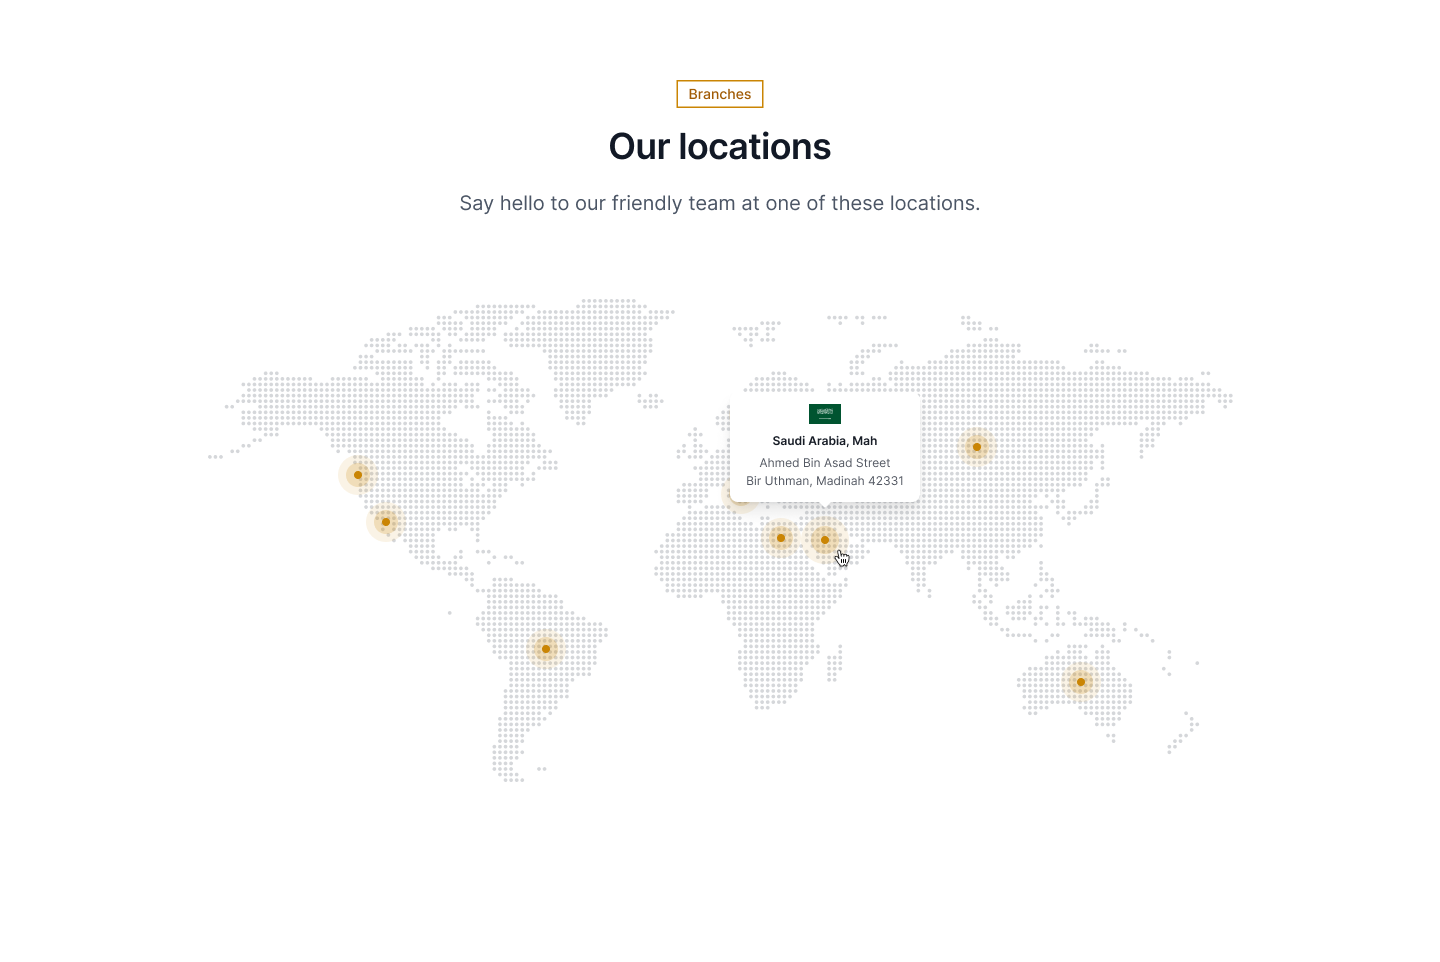 Branches
Our locations
Say hello to our friendly team at one of these locations.
Saudi Arabia, Mah
Ahmed Bin Asad Street
Bir Uthman, Madinah 42331